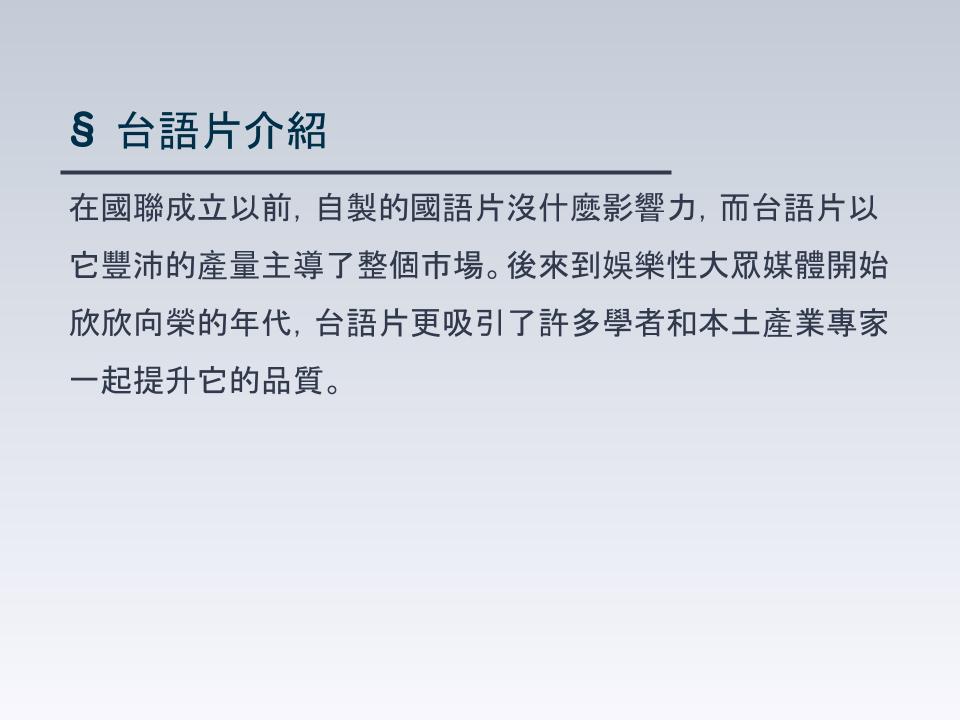 § 台語片介紹
在國聯成立以前, 自製的國語片沒什麼影響力, 而台語片以
它豐沛的產量主導了整個市場。後來到娛樂性大眾媒體開始
欣欣向榮的年代, 台語片更吸引了許多學者和本土產業專家
一起提升它的品質。